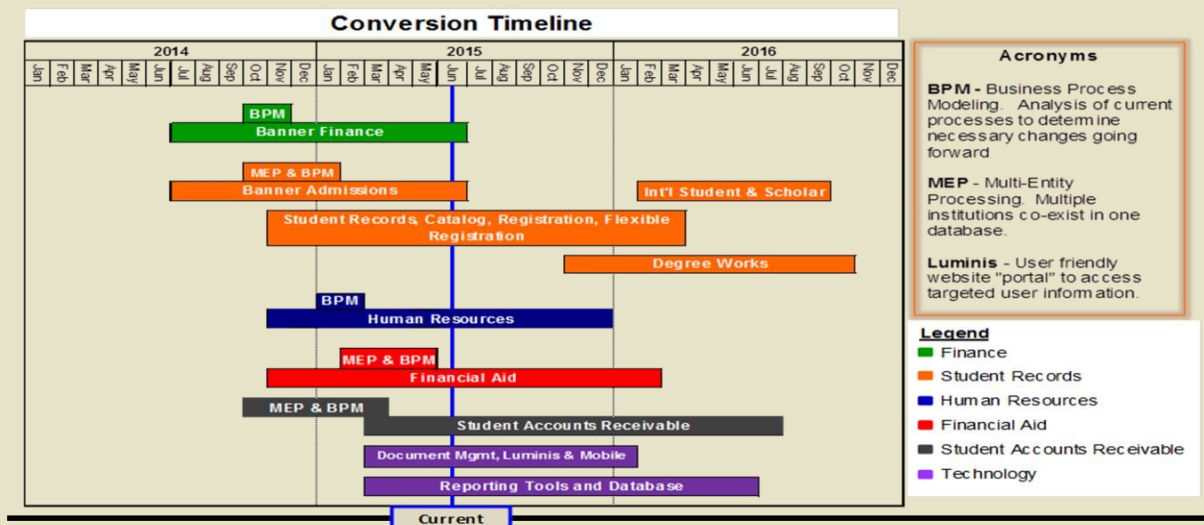 Conversion Timeline
2014 2015 2016
Jan Feb Mar Apr May Jun Jul Aug Sep Oct Nov Dec Jan Feb Mar Apr May Jun Jul Aug Sep Oct Nov Dec Jan Feb Mar Apr May Jun Jul Aug Sep Oct Nov Dec
BPM
Banner Finance
MEP & BPM
Banner Admissions
Int'l Student & Scholar
Student Records, Catalog, Registration, Flexible
Registration
Degree Works
BPM
Human Resources
MEP & BPM
Financial Aid
MEP & BPM
Student Accounts Receivable
Document Mgmt, Luminis & Mobile
Reporting Tools and Database
Current
Acronyms
BPM - Business Process
Modeling. Analysis of current
processes to determine
necessary changes going
forward
MEP - Multi-Entity
Processing. Multiple
institutions co-exist in one
database.
Luminis - User friendly
website "portal" to access
targeted user information.
Legend
Finance
Student Records
Human Resources
Financial Aid
Student Accounts Receivable
Technology